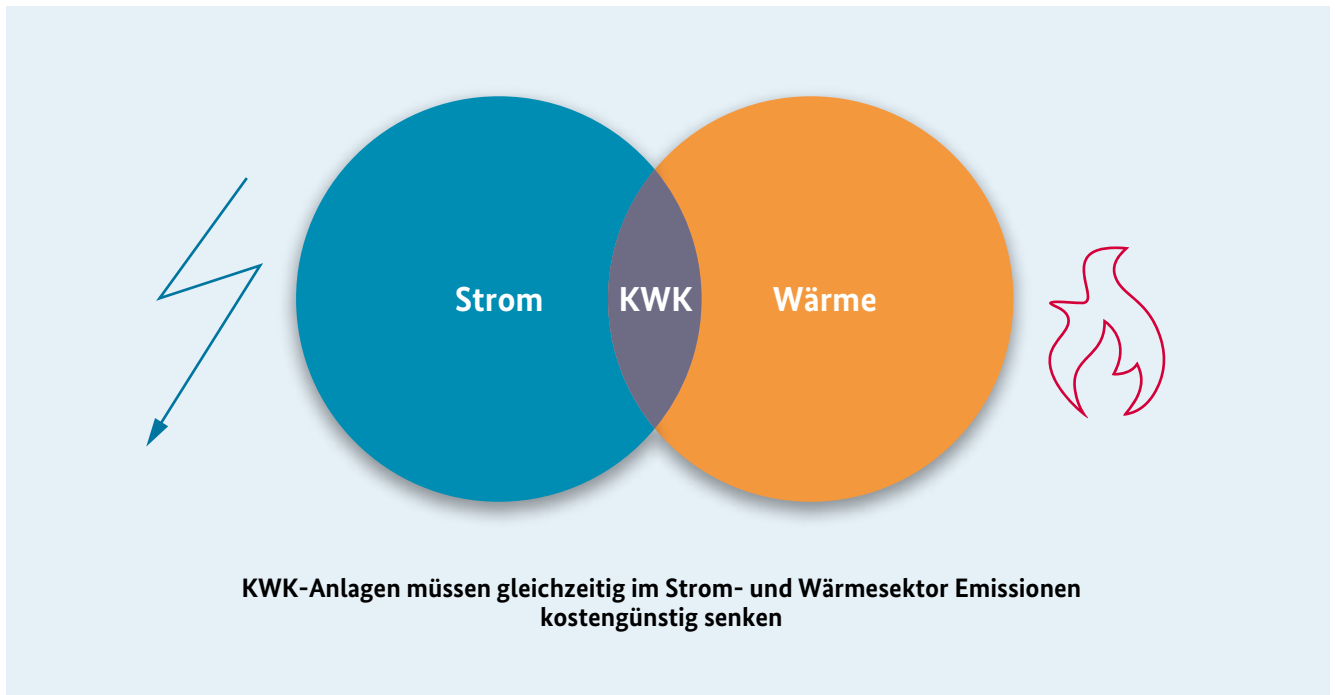 Strom KWK Wärme
KWK-Anlagen müssen gleichzeitig im Strom- und Wärmesektor Emissionen
kostengünstig senken